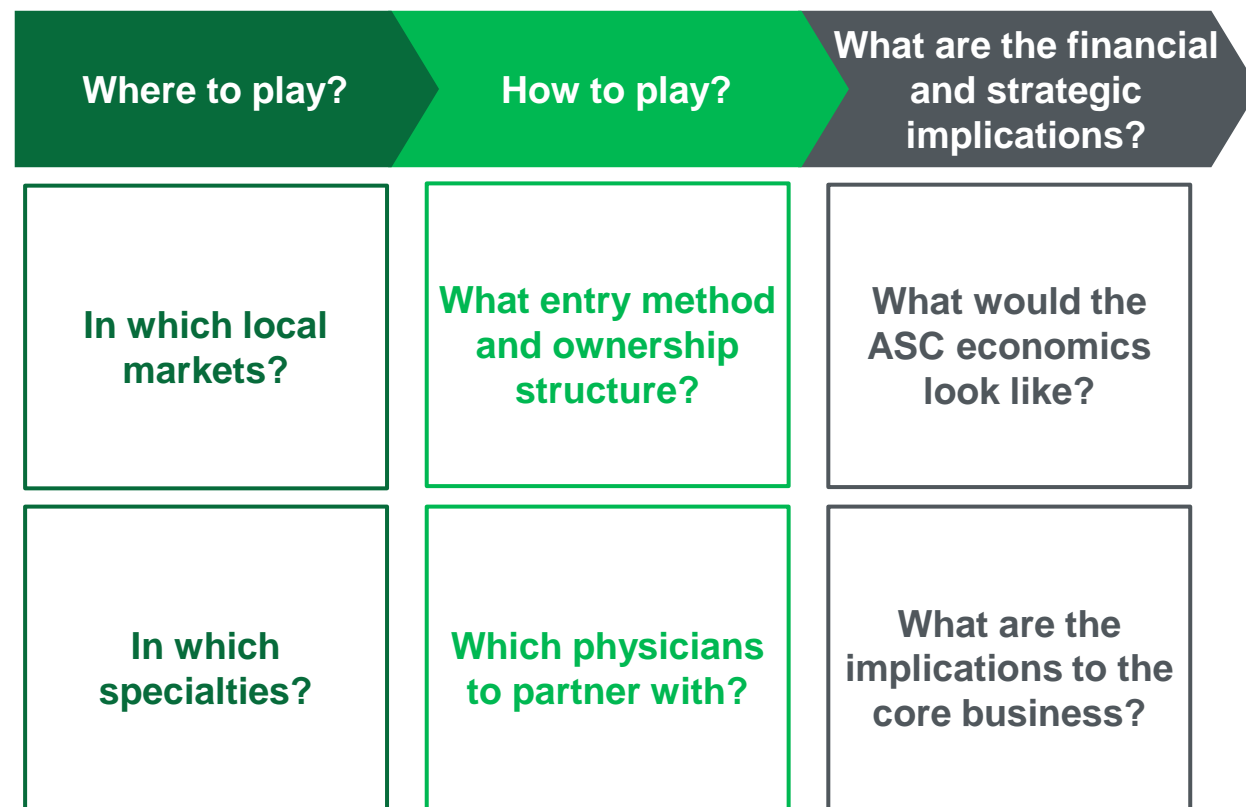 Where to play?
How to play?
What are the financial
and strategic
implications?
In which local
markets?
What entry method
and ownership
structure?
What would the
ASC economics
look like?
In which
specialties?
Which physicians
to partner with?
What are the
implications to the
core business?